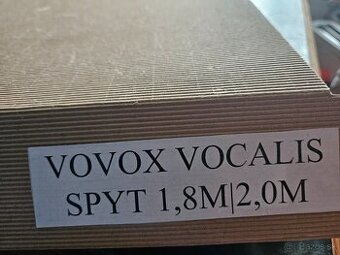 VOVOX VOCALIS
SPYT 1,8M|2,0M